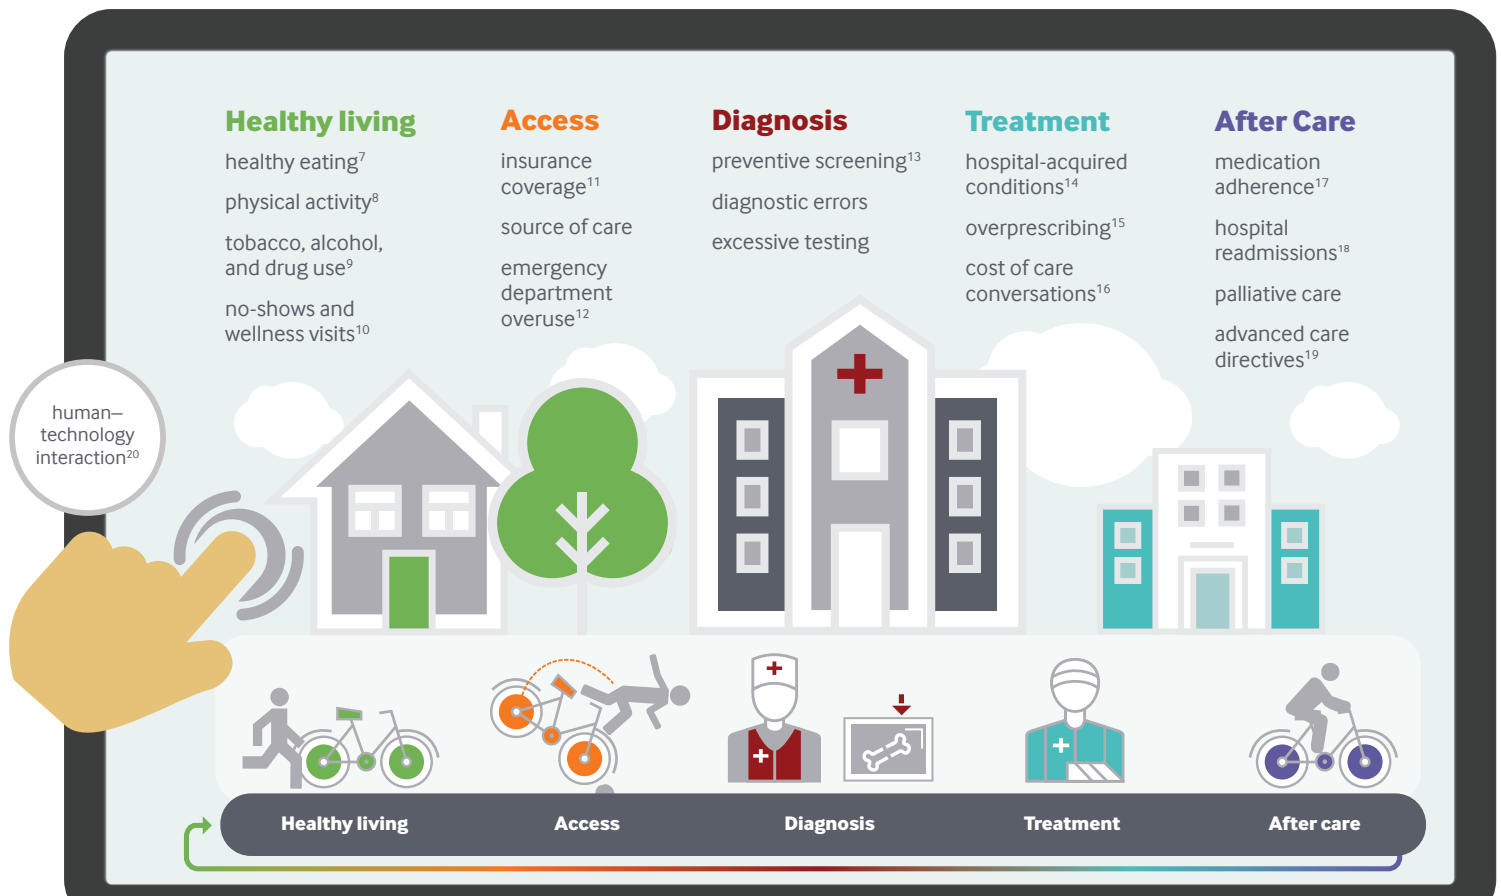 Healthy living
healthy eating7
physical activity8
tobacco, alcohol,
and drug use9
no-shows and
wellness visits10
Access
insurance
coverage11
source of care
emergency
department
overuse12
Diagnosis
preventive screening13
diagnostic errors
excessive testing
Treatment
hospital-acquired
conditions14
overprescribing15
cost of care
conversations16
After Care
medication
adherence17
hospital
readmissions18
palliative care
advanced care
directives19
human–
technology
interaction20
Healthy living
Access
Diagnosis
Treatment
After care